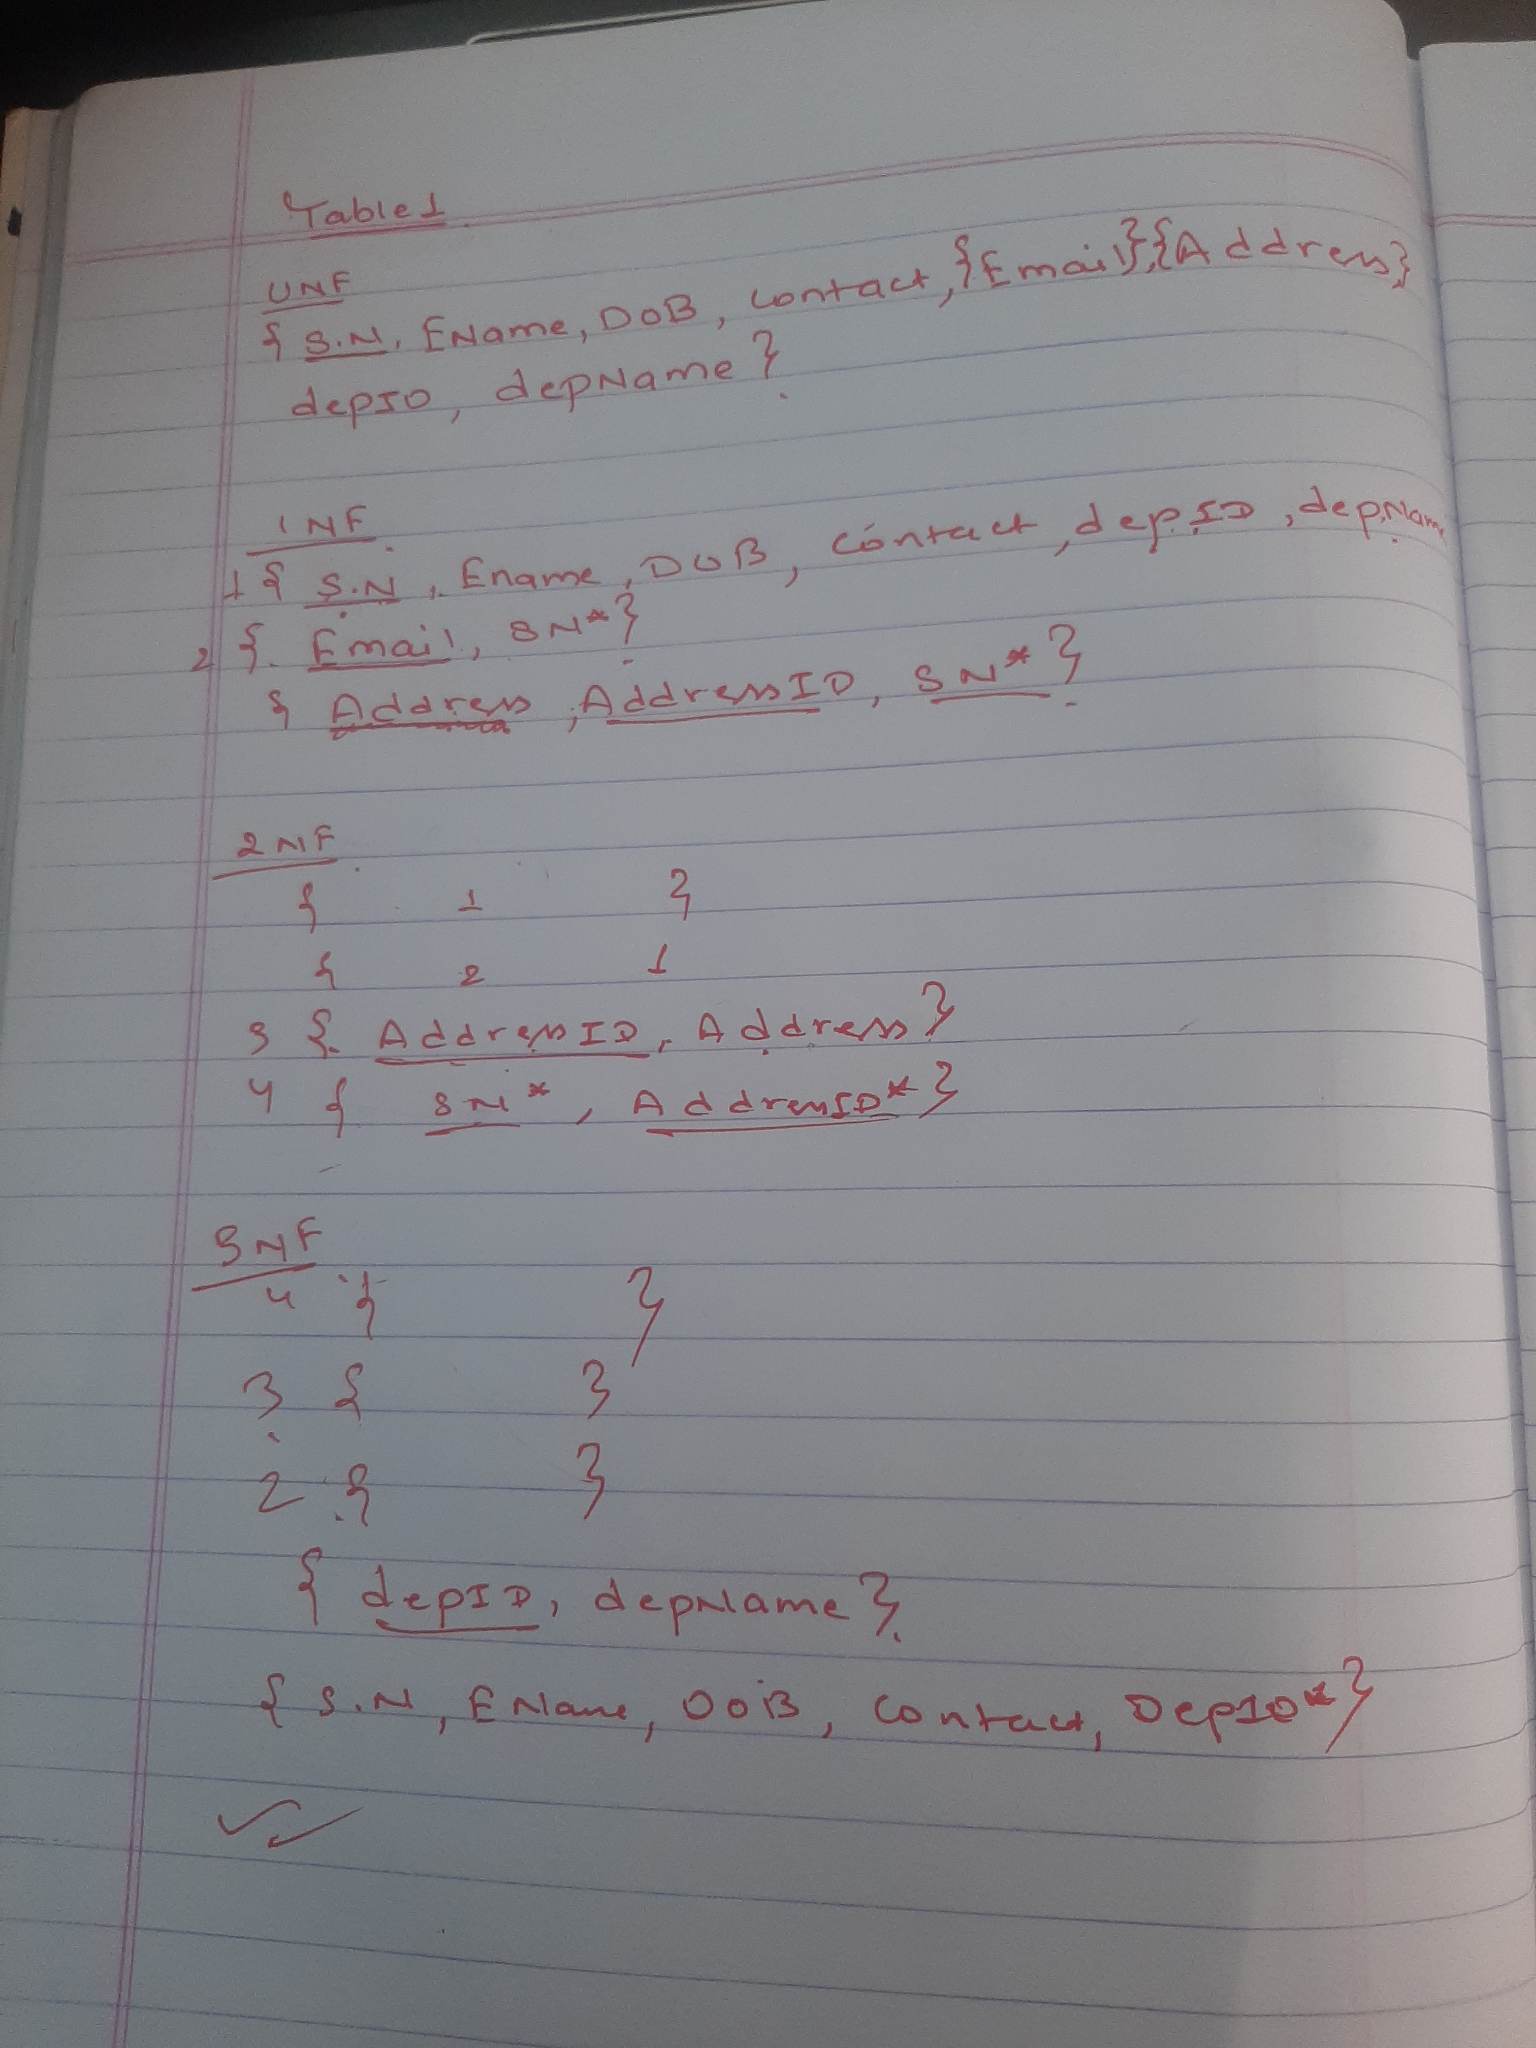 Table 1
UNF
{ S.N, EName, DOB, contact, {Email}, {Address}
depID, depName }
1NF
1 { S.N, Ename, DOB, contact, depID, depName
2 { Email, SN* }
{ Address, AddressID, SN* }
2NF
{ 1 }
{ 2 }
3 { AddressID, Address }
4 { SN*, AddressID* }
3NF
4 { }
3 { }
2 { }
{ depID, depName }
{ S.N, EName, DOB, contact, DepID* }